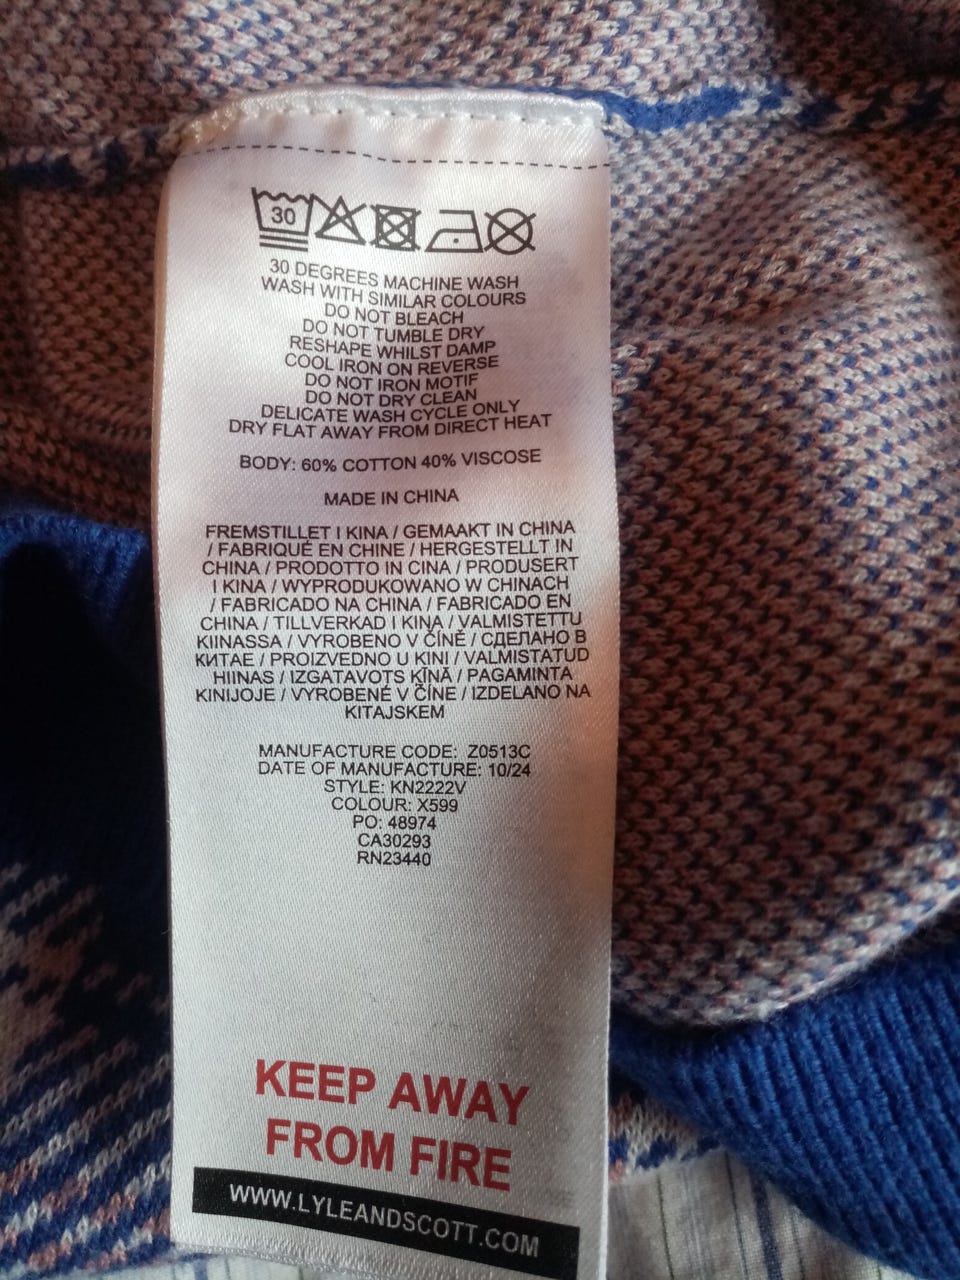 30
30 DEGREES MACHINE WASH
WASH WITH SIMILAR COLOURS
DO NOT BLEACH
DO NOT TUMBLE DRY
RESHAPE WHILST DAMP
COOL IRON ON REVERSE
DO NOT IRON MOTIF
DO NOT DRY CLEAN
DELICATE WASH CYCLE ONLY
DRY FLAT AWAY FROM DIRECT HEAT
BODY: 60% COTTON 40% VISCOSE
MADE IN CHINA
FREMSTILLET I KINA / GEMAAKT IN CHINA
/ FABRIQUÉ EN CHINE / HERGESTELLT IN
CHINA / PRODOTTO IN CINA / PRODUSERT
I KINA / WYPRODUKOWANO W CHINACH
/ FABRICADO NA CHINA / FABRICADO EN
CHINA / TILLVERKAD I KINA / VALMISTETTU
KIINASSA / VYROBENO V ČÍNĚ / СДЕЛАНО В
КИТАЕ / PROIZVEDNO U KINI / VALMISTATUD
HIINAS / IZGATAVOTS ĶĪNĀ / PAGAMINTA
KINIJOJE / VYROBENÉ V ČÍNE / IZDELANO NA
KITAJSKEM
MANUFACTURE CODE: Z0513C
DATE OF MANUFACTURE: 10/24
STYLE: KN2222V
COLOUR: X599
PO: 48974
CA30293
RN23440
KEEP AWAY
FROM FIRE
WWW.LYLEANDSCOTT.COM